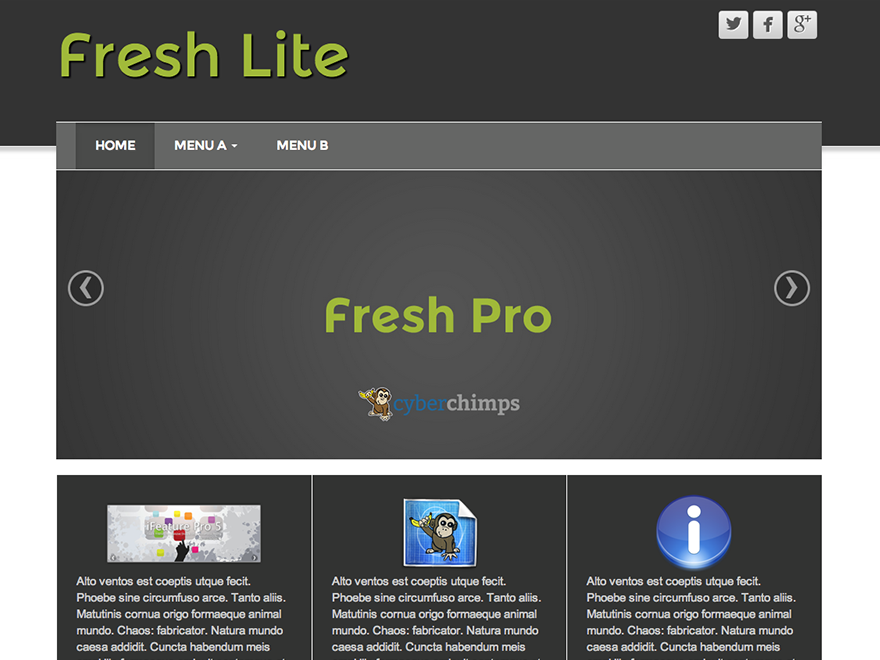 Fresh Lite
HOME MENU A MENU B
Fresh Pro
cyberchimps
iFeature Pro 5
Alto ventos est coeptis utque fecit.
Phoebe sine circumfuso arce. Tanto aliis.
Matutinis cornua origo formaeque animal
mundo. Chaos: fabricator. Natura mundo
caesa addidit. Cuncta habendum meis
Alto ventos est coeptis utque fecit.
Phoebe sine circumfuso arce. Tanto aliis.
Matutinis cornua origo formaeque animal
mundo. Chaos: fabricator. Natura mundo
caesa addidit. Cuncta habendum meis
Alto ventos est coeptis utque fecit.
Phoebe sine circumfuso arce. Tanto aliis.
Matutinis cornua origo formaeque animal
mundo. Chaos: fabricator. Natura mundo
caesa addidit. Cuncta habendum meis